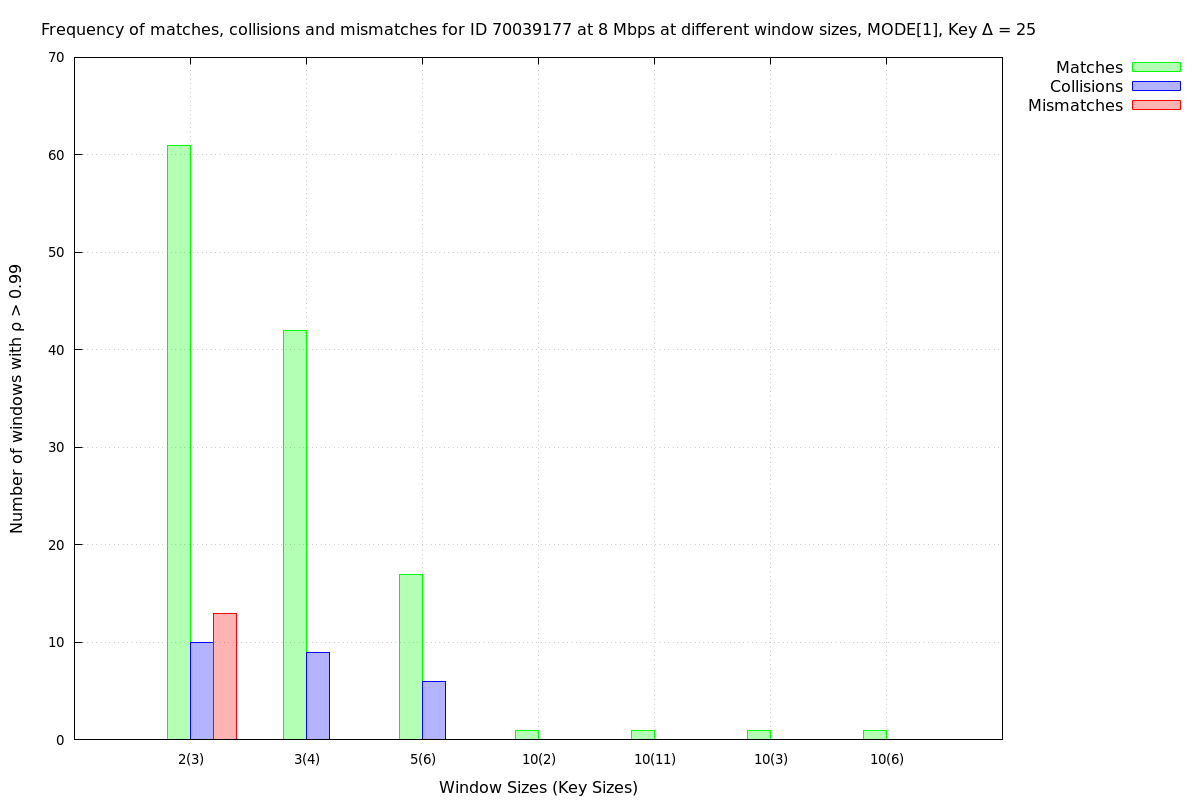 Frequency of matches, collisions and mismatches for ID 70039177 at 8 Mbps at different window sizes, MODE[1], Key Δ = 25
Matches
Collisions
Mismatches
Number of windows with ρ > 0.99
70
60
50
40
30
20
10
0
2(3) 3(4) 5(6) 10(2) 10(11) 10(3) 10(6)
Window Sizes (Key Sizes)